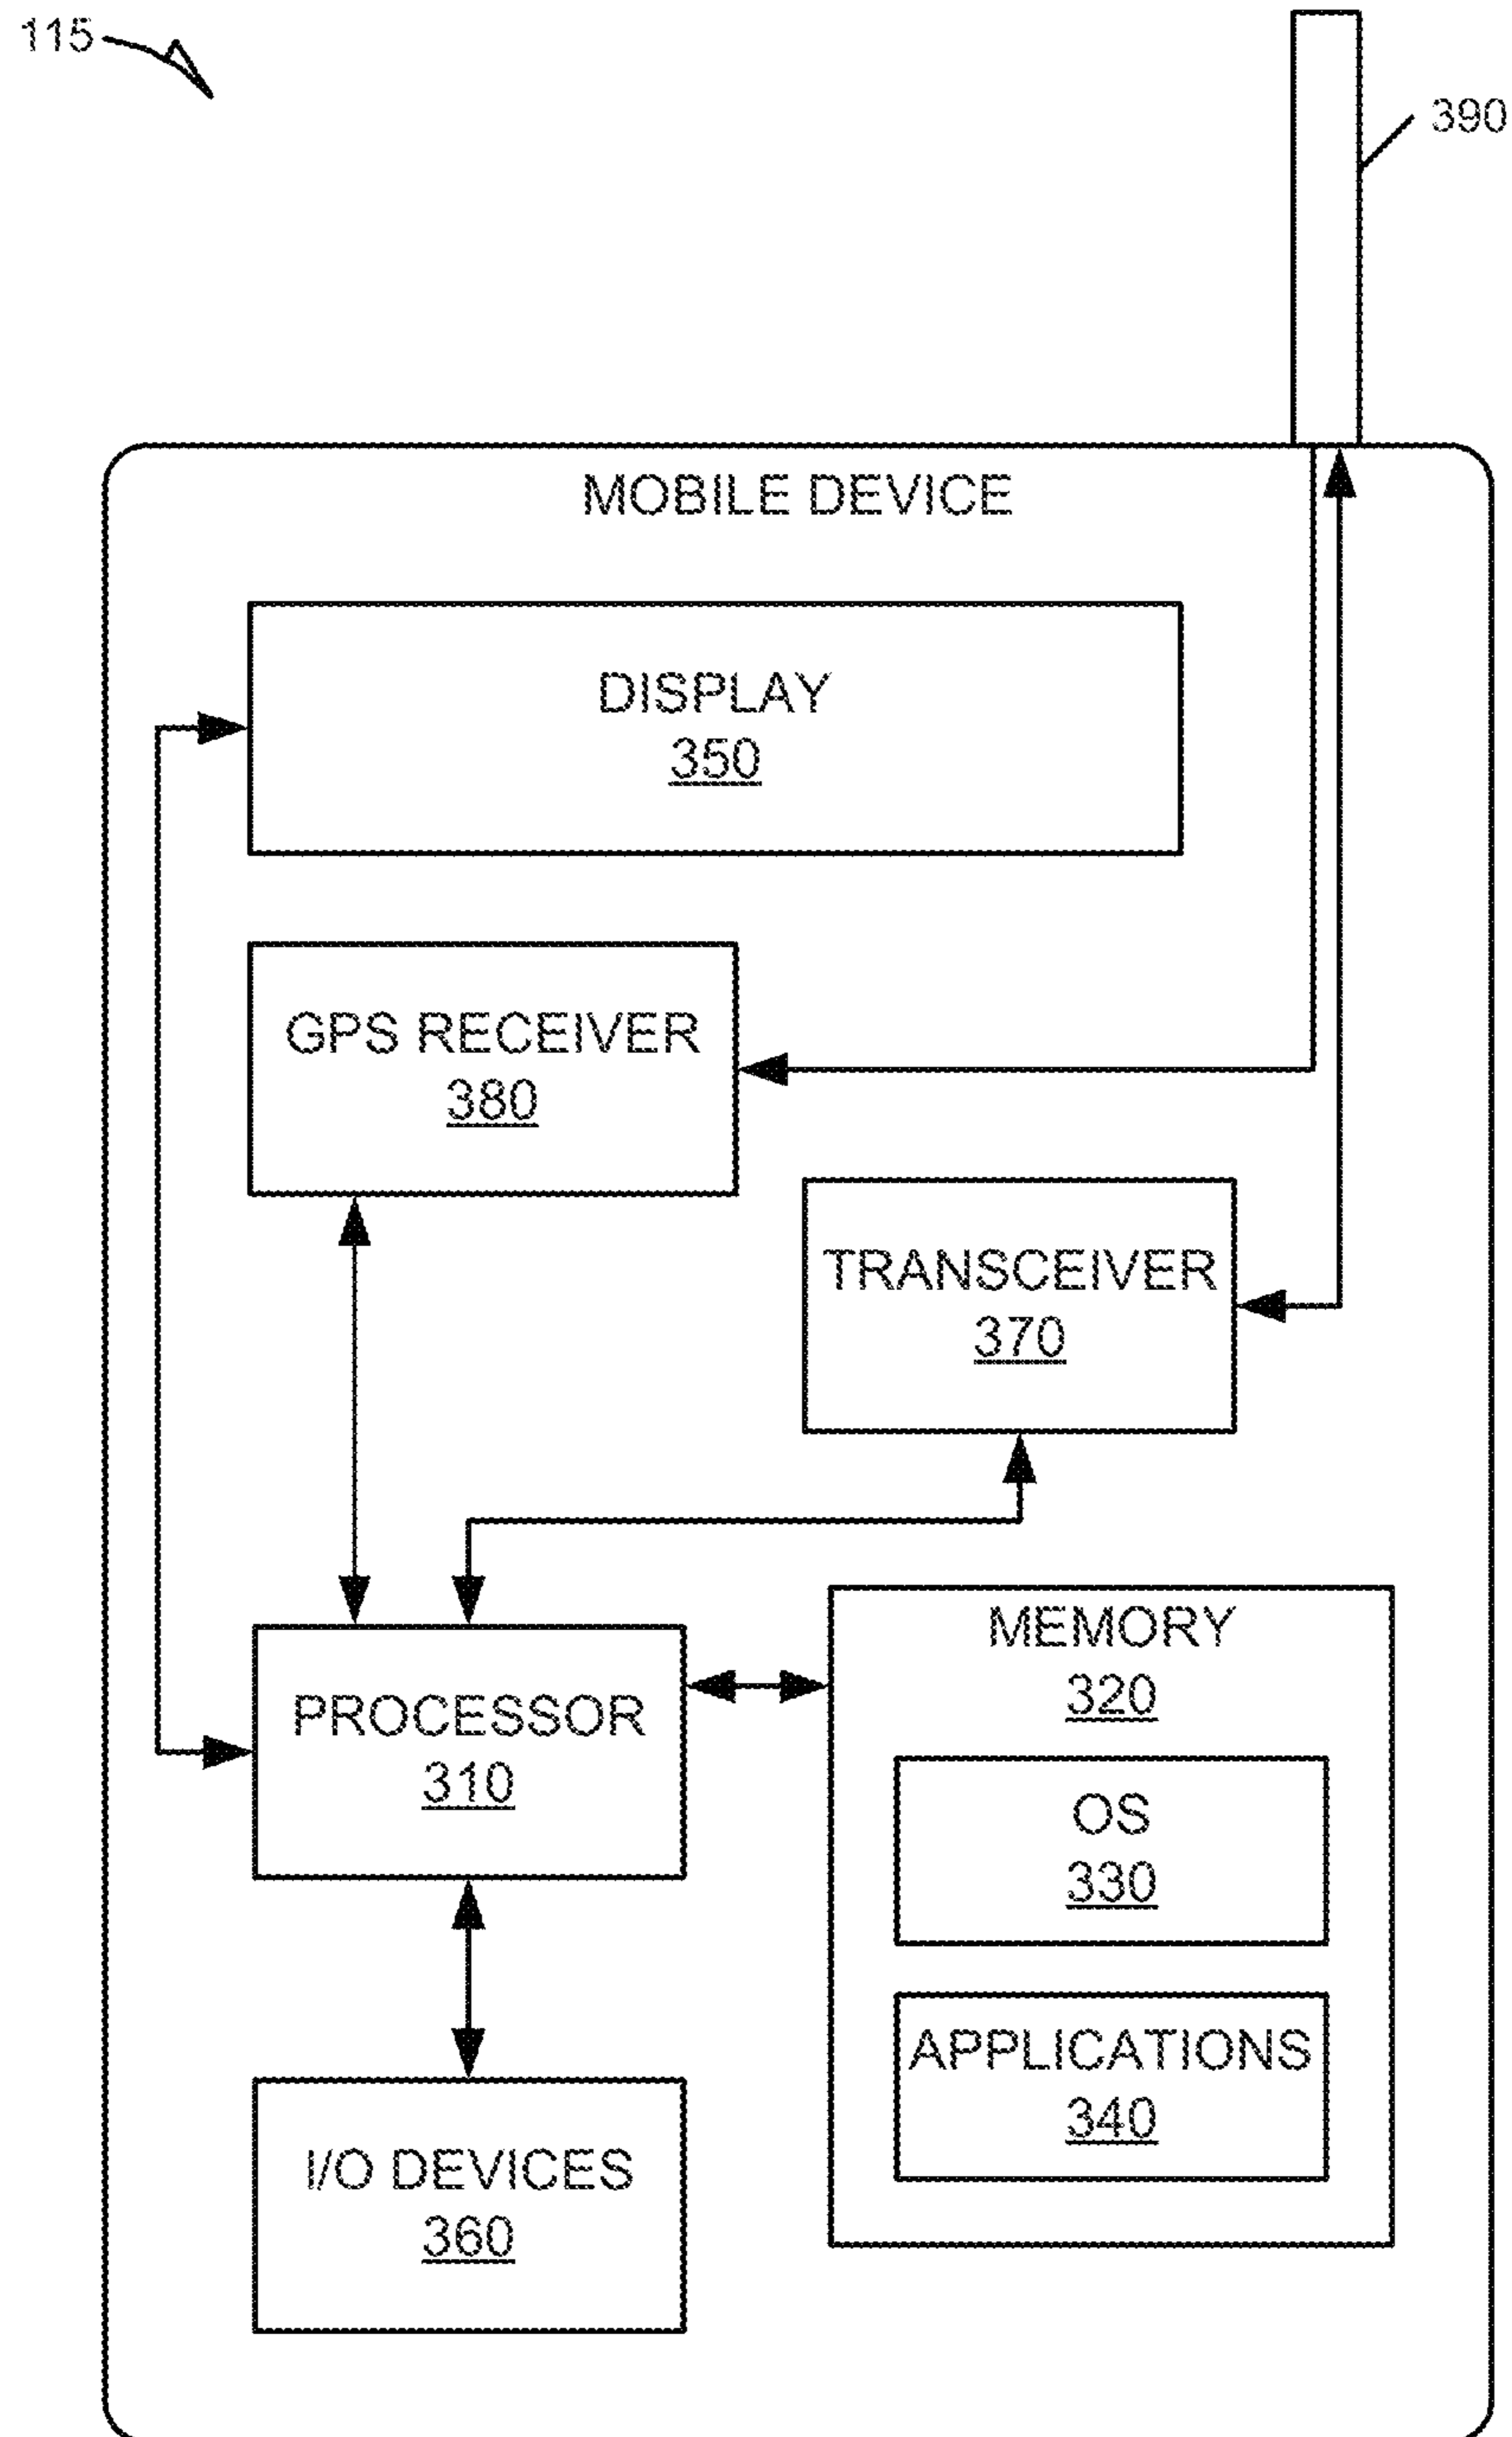 115
390
MOBILE DEVICE
DISPLAY
350
GPS RECEIVER
380
TRANSCEIVER
370
MEMORY
320
PROCESSOR
310
OS
330
APPLICATIONS
340
I/O DEVICES
360